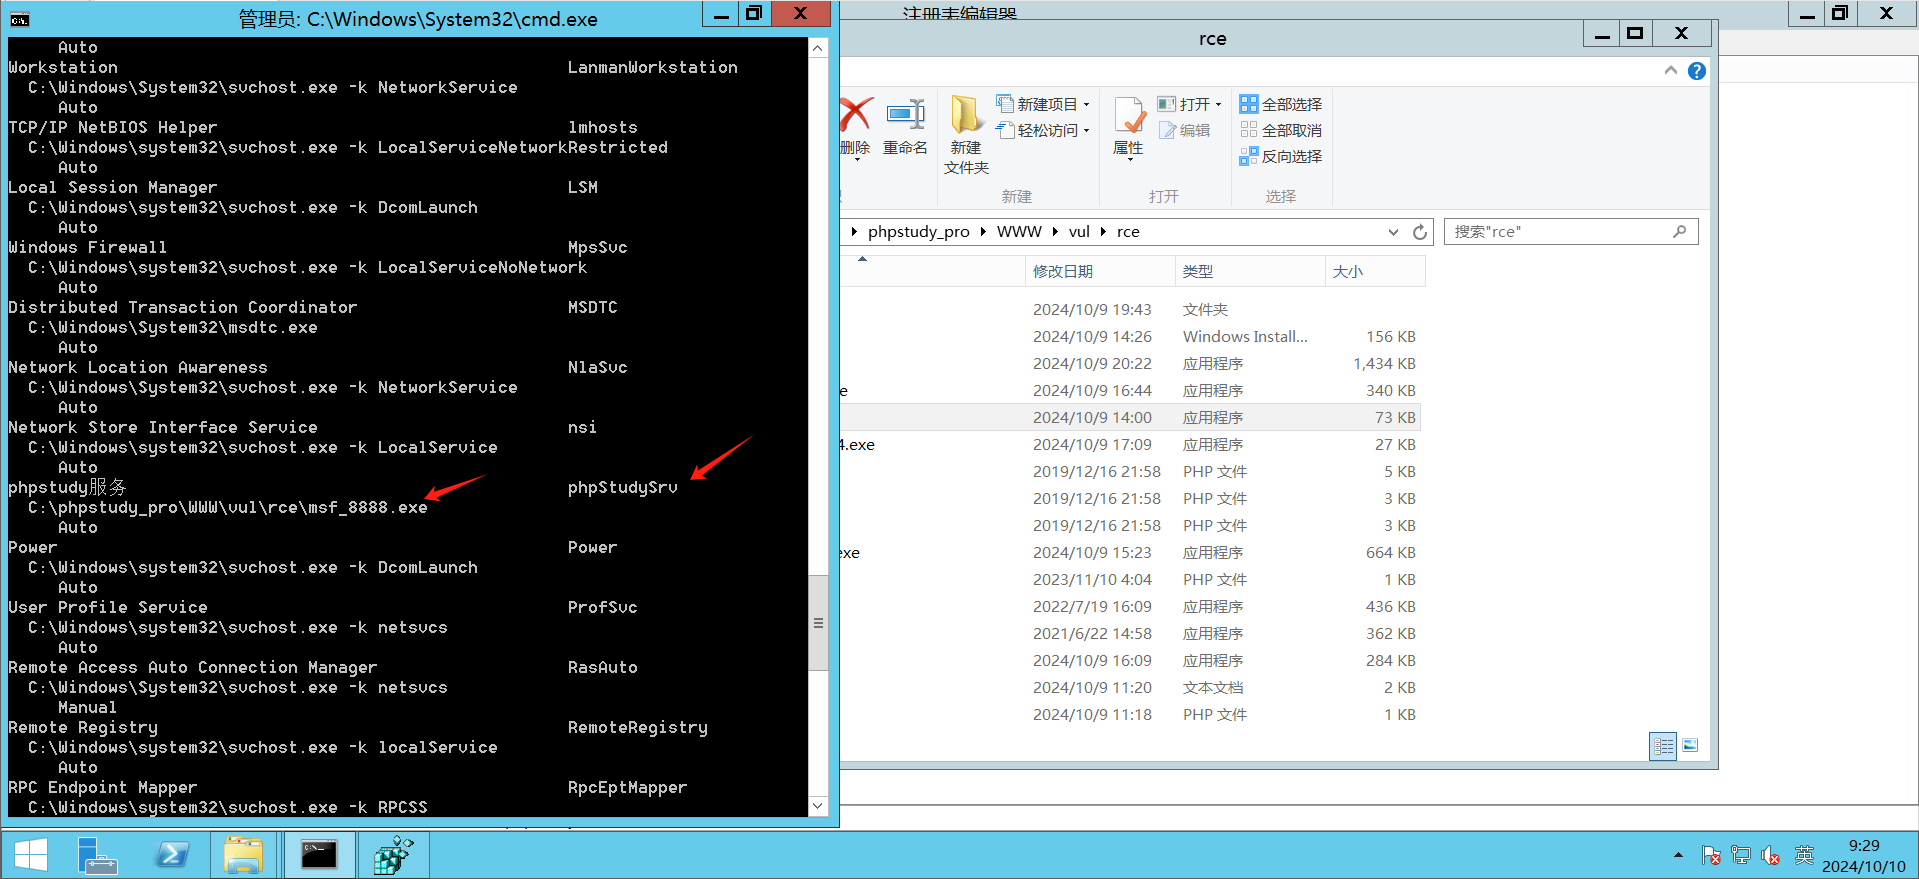 管理员: C:\Windows\System32\cmd.exe
Auto
Workstation LanmanWorkstation
C:\Windows\System32\svchost.exe -k NetworkService
Auto
TCP/IP NetBIOS Helper lmhosts
C:\Windows\System32\svchost.exe -k LocalServiceNetworkRestricted
Auto
Local Session Manager LSM
C:\Windows\System32\svchost.exe -k DcomLaunch
Auto
Windows Firewall MpsSvc
C:\Windows\System32\svchost.exe -k LocalServiceNoNetwork
Auto
Distributed Transaction Coordinator MSDTC
C:\Windows\System32\msdtc.exe
Auto
Network Location Awareness NlaSvc
C:\Windows\System32\svchost.exe -k NetworkService
Auto
Network Store Interface Service nsi
C:\Windows\System32\svchost.exe -k LocalService
Auto
phpstudy服务 phpStudySrv
C:\phpstudy_pro\WWW\vul\rce\msf_8888.exe
Auto
Power Power
C:\Windows\System32\svchost.exe -k DcomLaunch
Auto
User Profile Service ProfSvc
C:\Windows\System32\svchost.exe -k netsvcs
Auto
Remote Access Auto Connection Manager RasAuto
C:\Windows\System32\svchost.exe -k netsvcs
Manual
Remote Registry RemoteRegistry
C:\Windows\System32\svchost.exe -k localService
Auto
RPC Endpoint Mapper RpcEptMapper
C:\Windows\System32\svchost.exe -k RPCSS
注册表编辑器
rce
删除
重命名
新建
文件夹
新建项目
轻松访问
新建
属性
打开
编辑
打开
全部选择
全部取消
反向选择
选择
phpstudy_pro WWW vul rce
搜索"rce"
修改日期 类型 大小
2024/10/9 19:43 文件夹
2024/10/9 14:26 Windows Install... 156 KB
2024/10/9 20:22 应用程序 1,434 KB
e 2024/10/9 16:44 应用程序 340 KB
2024/10/9 14:00 应用程序 73 KB
4.exe 2024/10/9 17:09 应用程序 27 KB
2019/12/16 21:58 PHP 文件 5 KB
2019/12/16 21:58 PHP 文件 3 KB
2019/12/16 21:58 PHP 文件 3 KB
exe 2024/10/9 15:23 应用程序 664 KB
2023/11/10 4:04 PHP 文件 1 KB
2022/7/19 16:09 应用程序 436 KB
2021/6/22 14:58 应用程序 362 KB
2024/10/9 16:09 应用程序 284 KB
2024/10/9 11:20 文本文档 2 KB
2024/10/9 11:18 PHP 文件 1 KB
英
9:29
2024/10/10